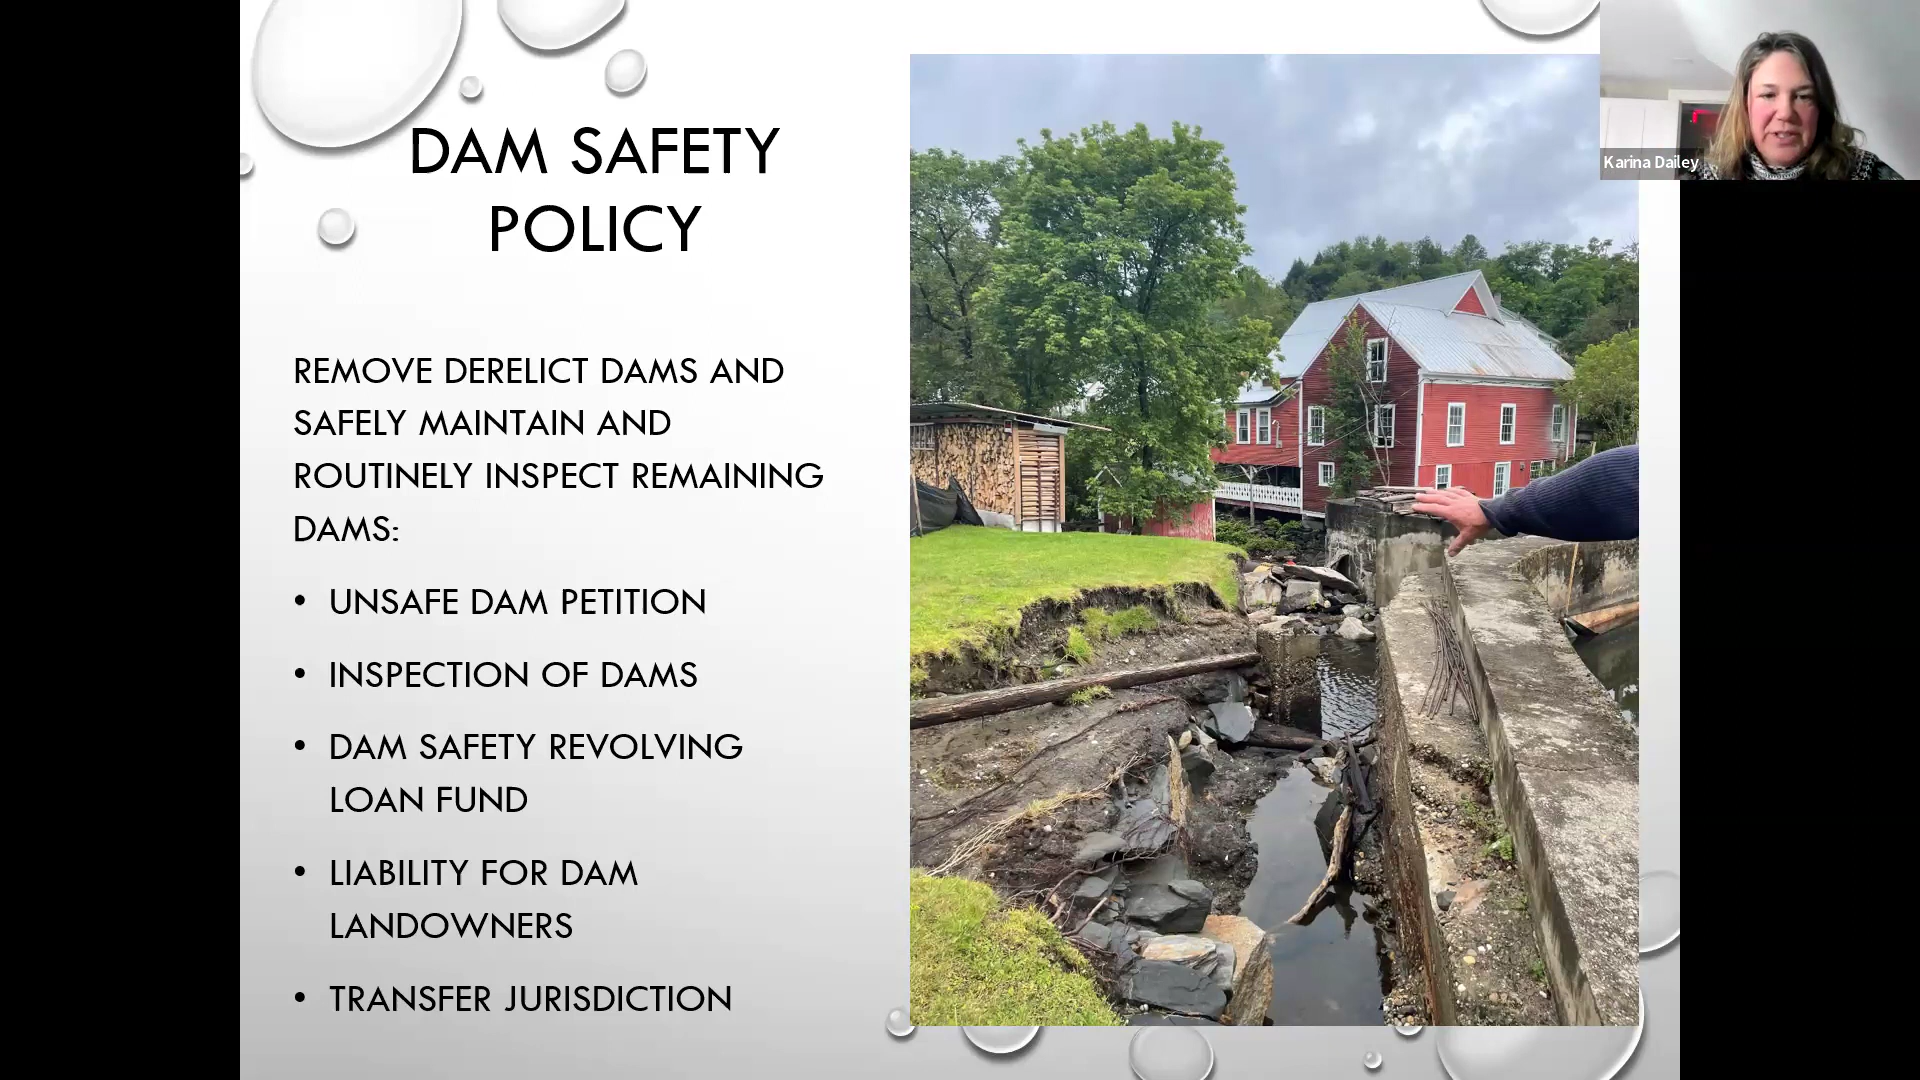 DAM SAFETY
POLICY
REMOVE DERELICT DAMS AND
SAFELY MAINTAIN AND
ROUTINELY INSPECT REMAINING
DAMS:
• UNSAFE DAM PETITION
• INSPECTION OF DAMS
• DAM SAFETY REVOLVING
LOAN FUND
• LIABILITY FOR DAM
LANDOWNERS
• TRANSFER JURISDICTION
Karina Dailey